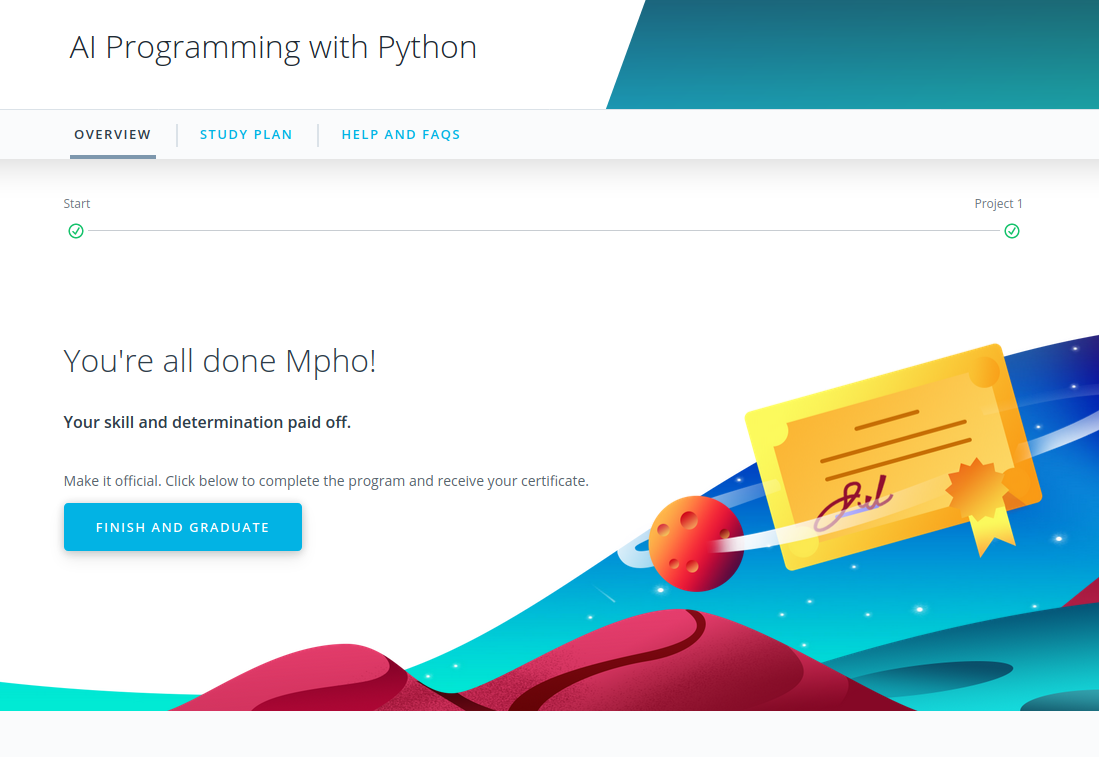 AI Programming with Python
OVERVIEW
STUDY PLAN
HELP AND FAQS
Start
Project 1
You're all done Mpho!
Your skill and determination paid off.
Make it official. Click below to complete the program and receive your certificate.
FINISH AND GRADUATE